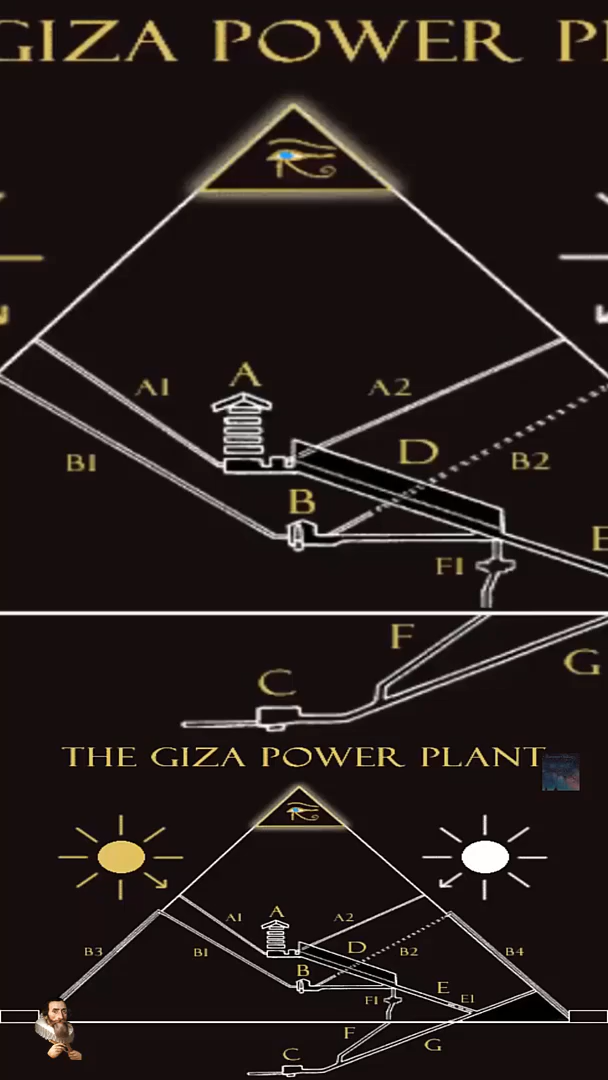 GIZA POWER P
A
A1
A2
D
B1
B2
B
E
F1
F
G
C
THE GIZA POWER PLANT
A
A1
A2
D
B3
B1
B2
B4
B
E
F1
E1
F
G
C